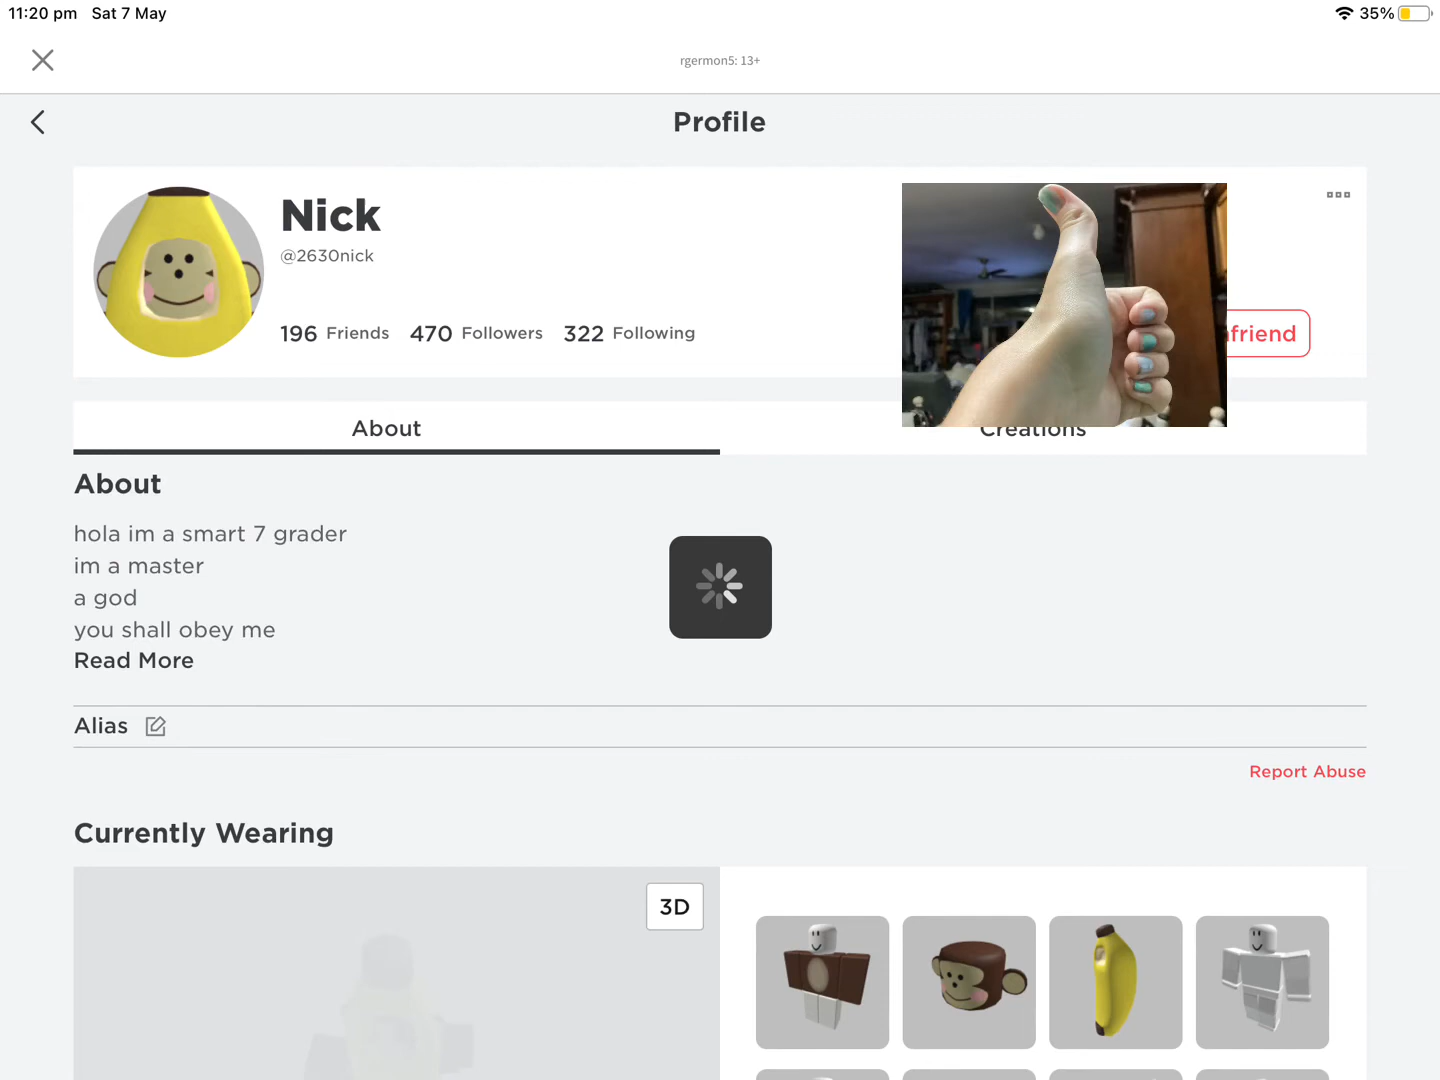 11:20 pm Sat 7 May 35%
rgermon5: 13+
Profile
Nick
@2630nick
196 Friends 470 Followers 322 Following
friend
About Creations
About
hola im a smart 7 grader
im a master
a god
you shall obey me
Read More
Alias
Report Abuse
Currently Wearing
3D